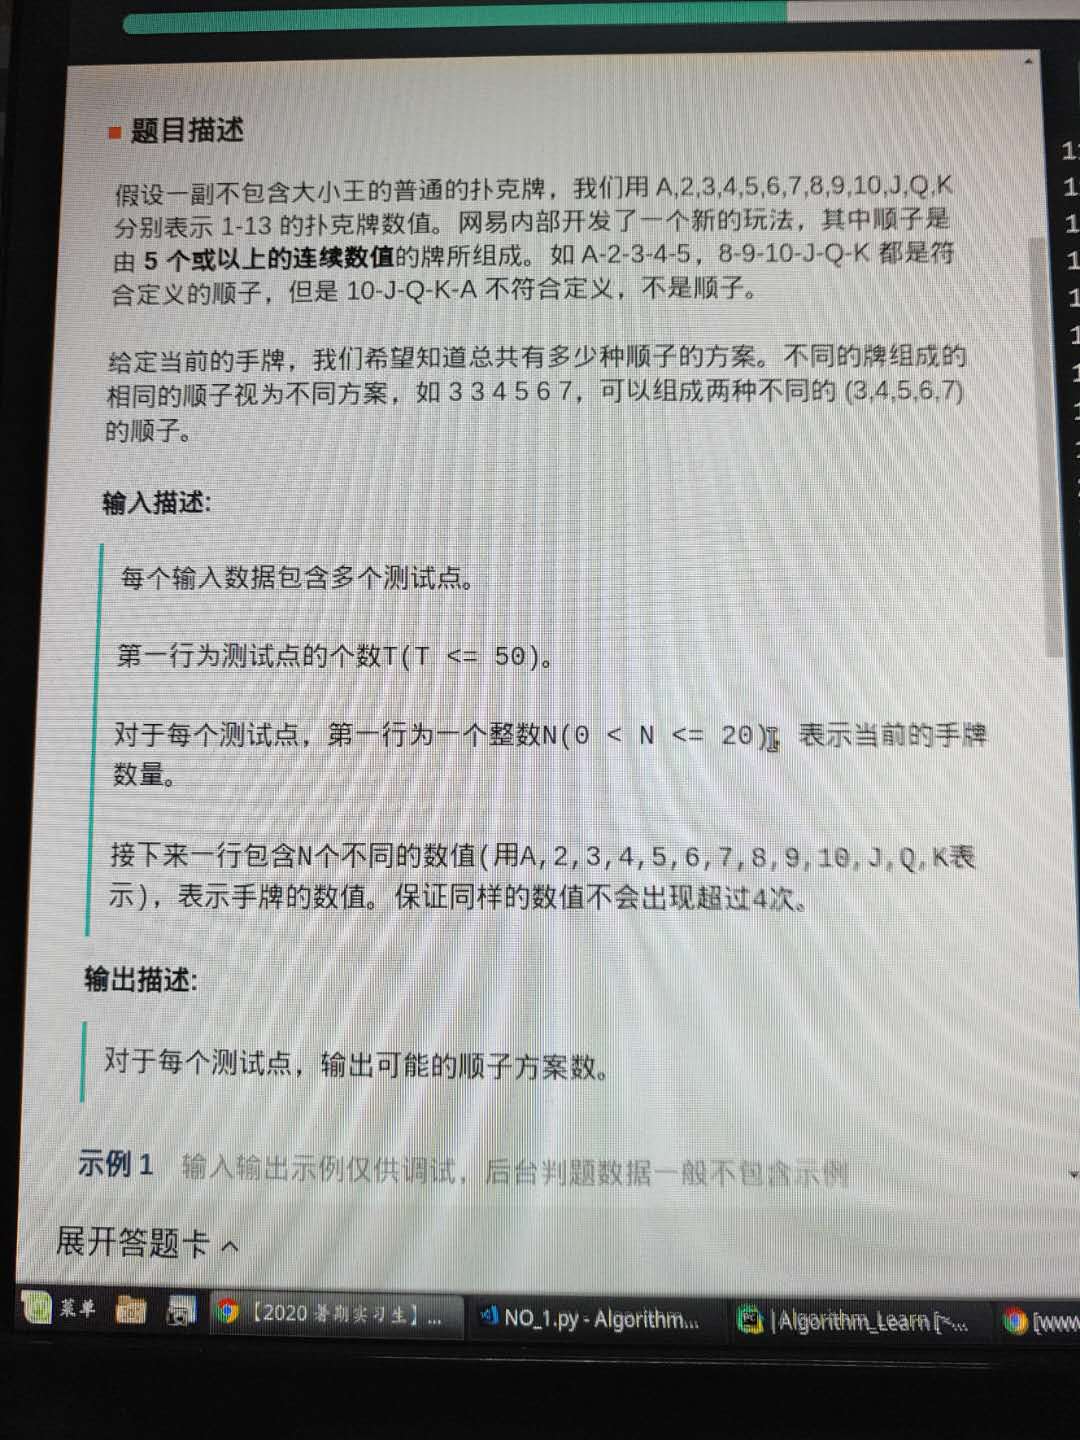 题目描述
假设一副不包含大小王的普通的扑克牌，我们用 A,2,3,4,5,6,7,8,9,10,J,Q,K
分别表示 1-13 的扑克牌数值。网易内部开发了一个新的玩法，其中顺子是
由 5 个或以上的连续数值的牌所组成。如 A-2-3-4-5，8-9-10-J-Q-K 都是符
合定义的顺子，但是 10-J-Q-K-A 不符合定义，不是顺子。
给定当前的手牌，我们希望知道总共有多少种顺子的方案。不同的牌组成的
相同的顺子视为不同方案，如 3 3 4 5 6 7，可以组成两种不同的 (3,4,5,6,7)
的顺子。
输入描述:
每个输入数据包含多个测试点。
第一行为测试点的个数T(T <= 50)。
对于每个测试点，第一行为一个整数N(0 < N <= 20)，表示当前的手牌
数量。
接下来一行包含N个不同的数值(用A,2,3,4,5,6,7,8,9,10,J,Q,K表
示)，表示手牌的数值。保证同样的数值不会出现超过4次。
输出描述:
对于每个测试点，输出可能的顺子方案数。
示例 1 输入输出示例仅供调试，后台判题数据一般不包含示例
展开答题卡
菜单 【2020 暑期实习生】... NO_1.py - Algorithm... Algorithm_Learn [~... [www